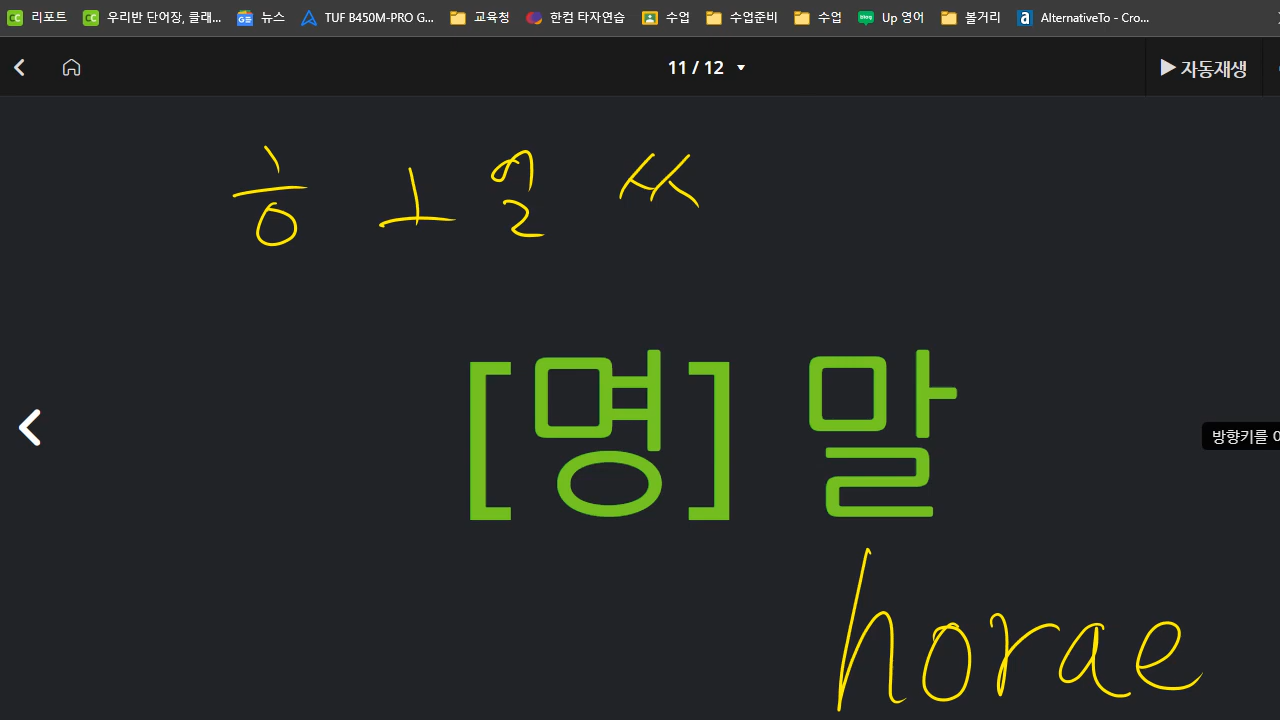 리포트 우리반 단어장, 클래... 뉴스 TUF B450M-PRO G... 교육청 한컴 타자연습 수업 수업준비 수업 Up 영어 볼거리 AlternativeTo - Cro...
11 / 12 자동재생
ㅎ ㅗ ㄹ ㅆ
[명] 말
방향키를
horae